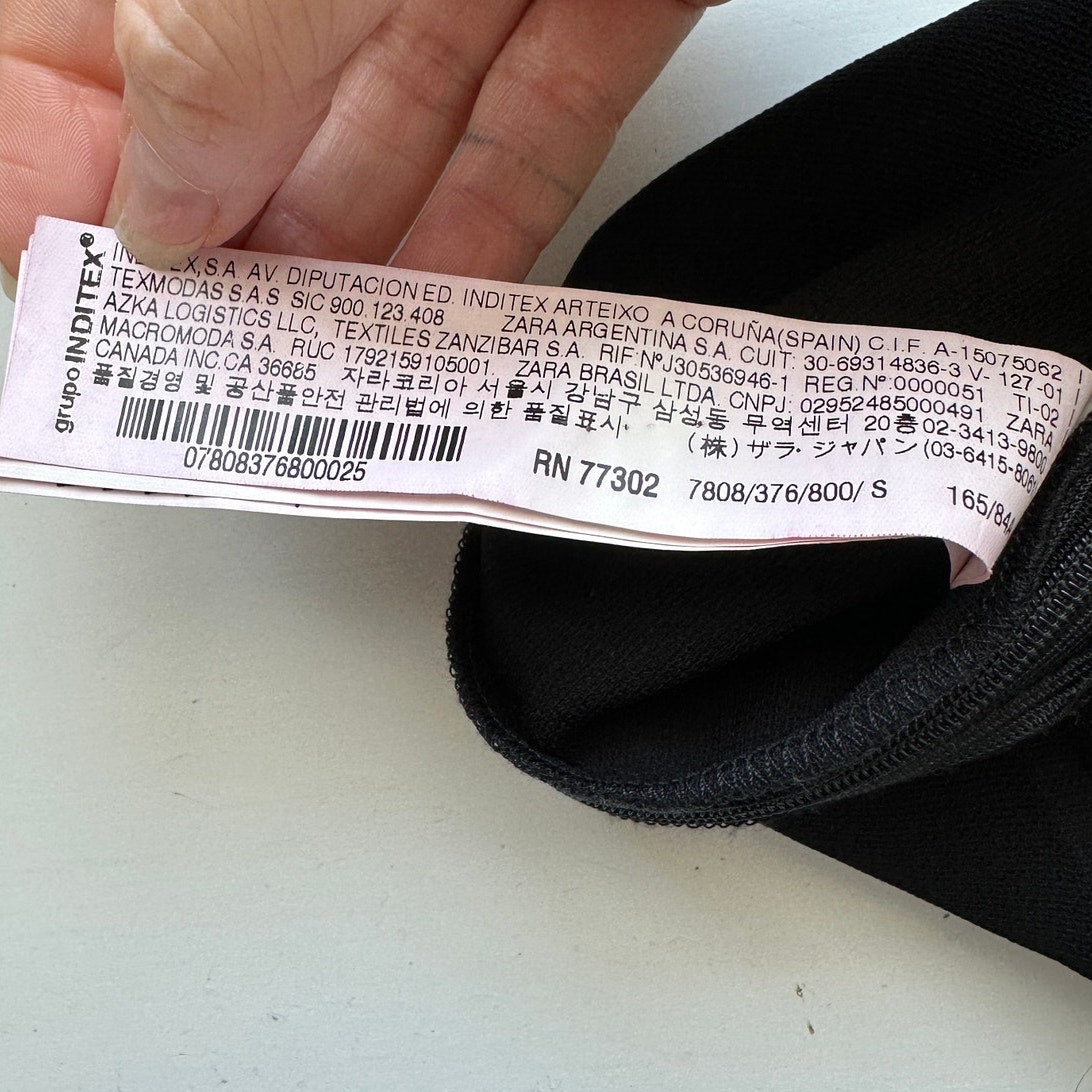 grupo INDITEX®
S.A. AV. DIPUTACION ED. INDITEX ARTEIXO A CORUÑA(SPAIN) C.I.F. A-15075062
TEXMODAS S.A.S SIC 900.123.408 ZARA ARGENTINA S.A. CUIT: 30-69314836-3 V- 127-01
AZKA LOGISTICS LLC, TEXTILES ZANZIBAR S.A. RIF:Nº J30536946-1 REG.Nº:0000051 TI-02
MACROMODA S.A. RUC 1792159105001. ZARA BRASIL LTDA. CNPJ: 02952485000491 ZARA
CANADA INC.CA 36685 자라코리아 서울시 강남구 삼성동 무역센터 20층 02-3413-9800
품질경영 및 공산품안전 관리법에 의한 품질표시. (株) ザラ・ジャパン (03-6415-806
07808376800025
RN 77302 7808/376/800/ S 165/84